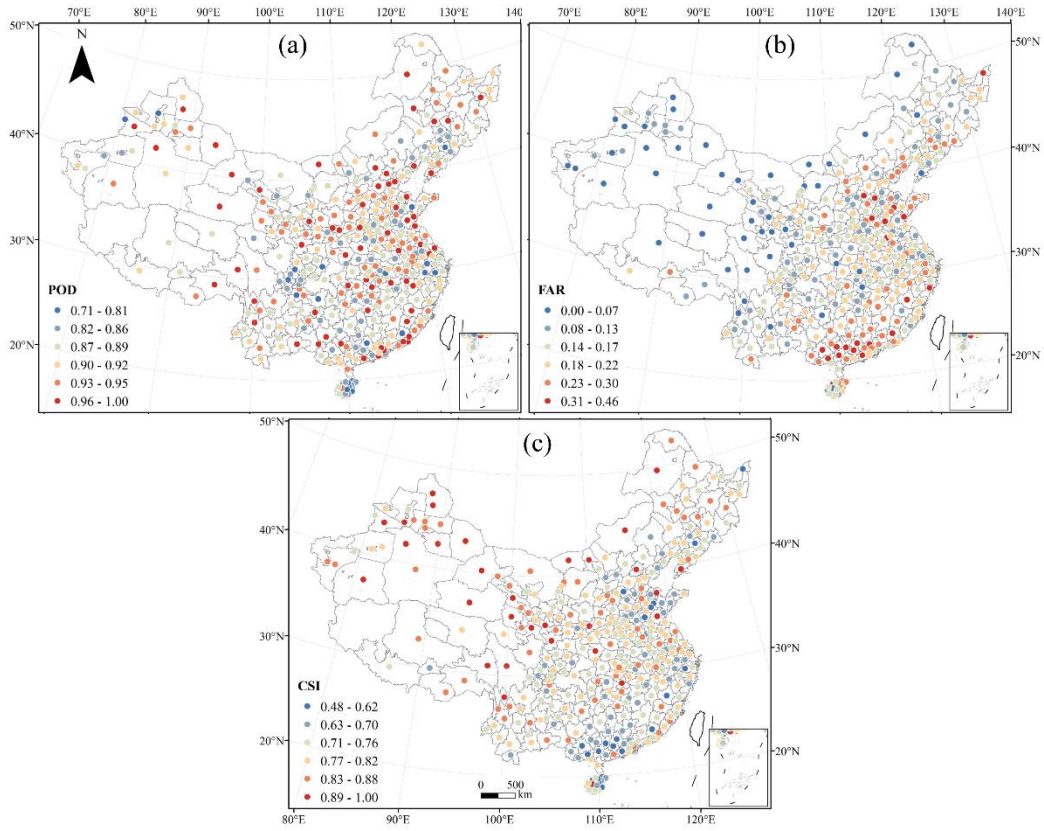 70°E 80°E 90°E 100°E 110°E 120°E 130°E 140°E
50°N
N
(a)
40°N
30°N
20°N
POD
0.71 - 0.81
0.82 - 0.86
0.87 - 0.89
0.90 - 0.92
0.93 - 0.95
0.96 - 1.00
70°E 80°E 90°E 100°E 110°E 120°E 130°E 140°E
(b)
50°N
40°N
30°N
20°N
FAR
0.00 - 0.07
0.08 - 0.13
0.14 - 0.17
0.18 - 0.22
0.23 - 0.30
0.31 - 0.46
50°N
(c)
50°N
40°N
40°N
30°N
30°N
20°N
20°N
CSI
0.48 - 0.62
0.63 - 0.70
0.71 - 0.76
0.77 - 0.82
0.83 - 0.88
0.89 - 1.00
0 500
km
80°E 90°E 100°E 110°E 120°E